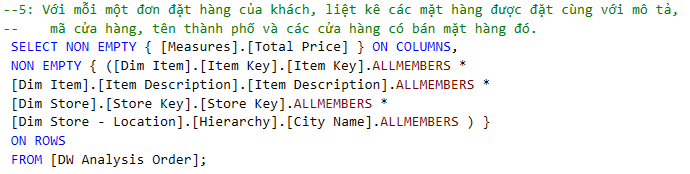 --5: Với mỗi một đơn đặt hàng của khách, liệt kê các mặt hàng được đặt cùng với mô tả,
--    mã cửa hàng, tên thành phố và các cửa hàng có bán mặt hàng đó.
SELECT NON EMPTY { [Measures].[Total Price] } ON COLUMNS,
NON EMPTY { ([Dim Item].[Item Key].[Item Key].ALLMEMBERS *
[Dim Item].[Item Description].[Item Description].ALLMEMBERS *
[Dim Store].[Store Key].[Store Key].ALLMEMBERS *
[Dim Store - Location].[Hierarchy].[City Name].ALLMEMBERS ) }
ON ROWS
FROM [DW Analysis Order];